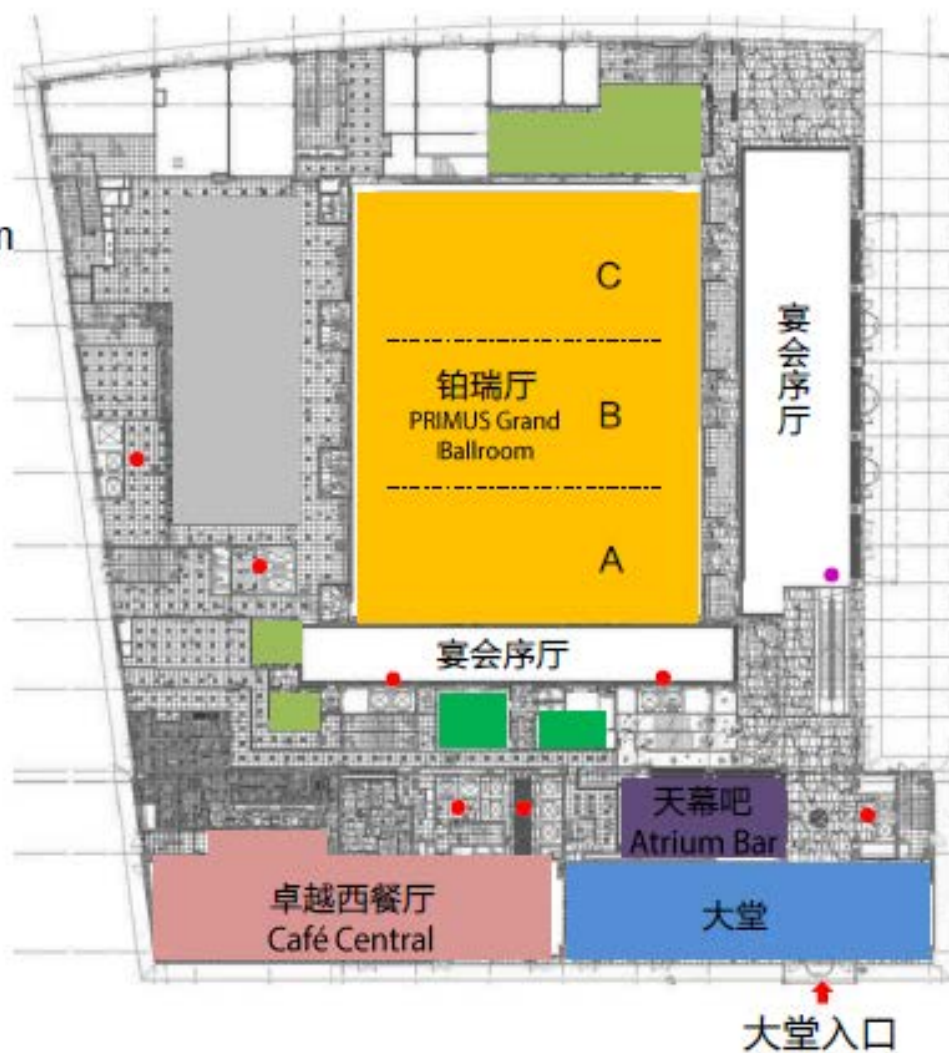 m
C
铂瑞厅
PRIMUS Grand
Ballroom
B
A
宴会序厅
宴会序厅
天幕吧
Atrium Bar
卓越西餐厅
Café Central
大堂
大堂入口